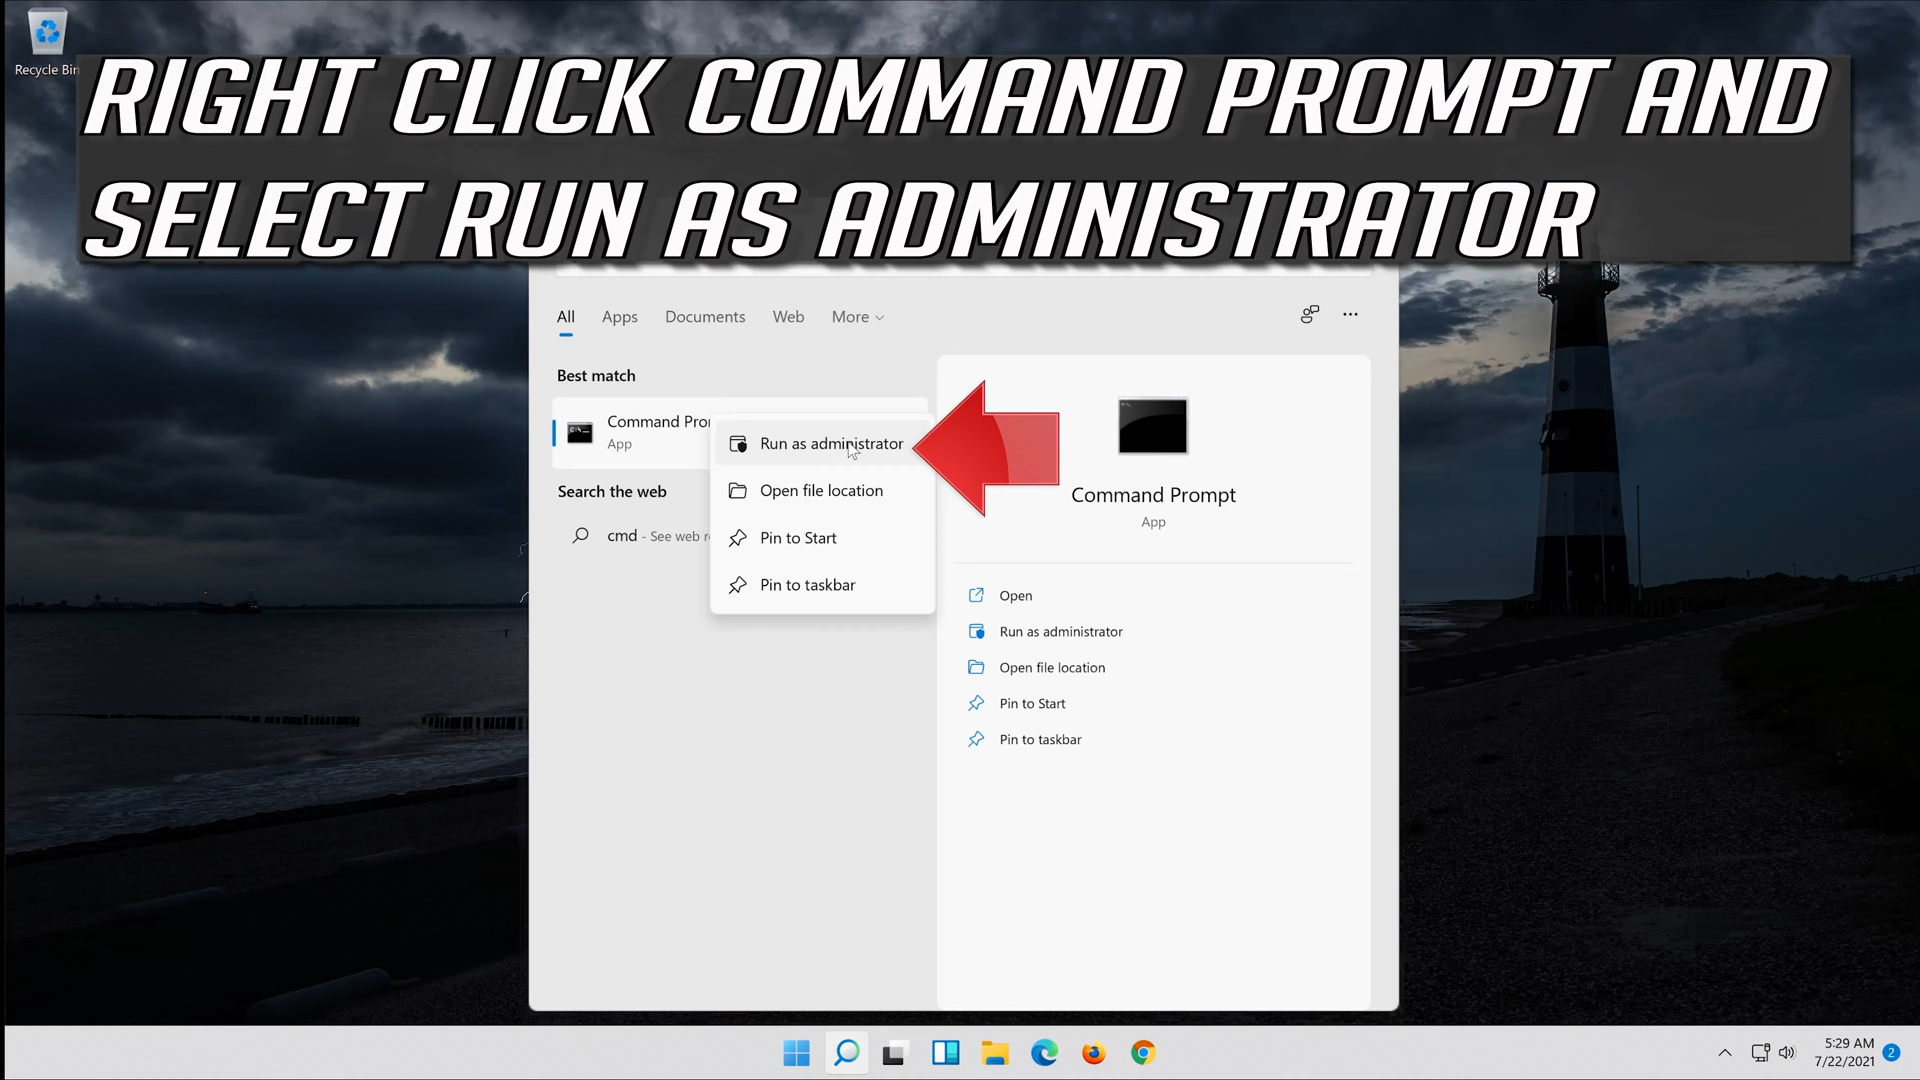 Recycle Bin
RIGHT CLICK COMMAND PROMPT AND
SELECT RUN AS ADMINISTRATOR
All Apps Documents Web More
Best match
Command Pro
App
Search the web
cmd - See web r
Run as administrator
Open file location
Pin to Start
Pin to taskbar
Command Prompt
App
Open
Run as administrator
Open file location
Pin to Start
Pin to taskbar
5:29 AM
7/22/2021
2